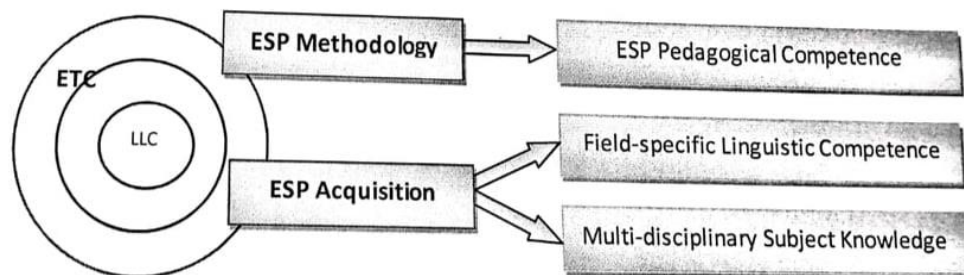 ESP Methodology
ESP Pedagogical Competence
ETC
LLC
Field-specific Linguistic Competence
ESP Acquisition
Multi-disciplinary Subject Knowledge